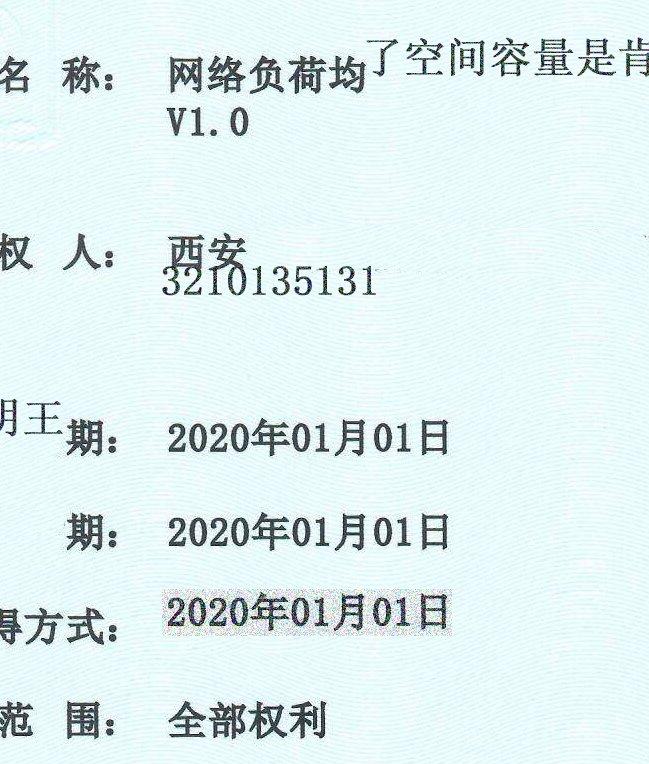 名 称： 网络负荷均了空间容量是肯
V1.0
权 人： 西安
3210135131
明王
期： 2020年01月01日
期： 2020年01月01日
得方式： 2020年01月01日
范 围： 全部权利